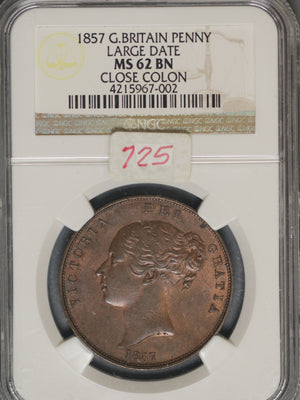 1857 G.BRITAIN PENNY
LARGE DATE
MS 62 BN
CLOSE COLON
4215967-002
NGC
725
VICTORIA DEI GRATIA
1857